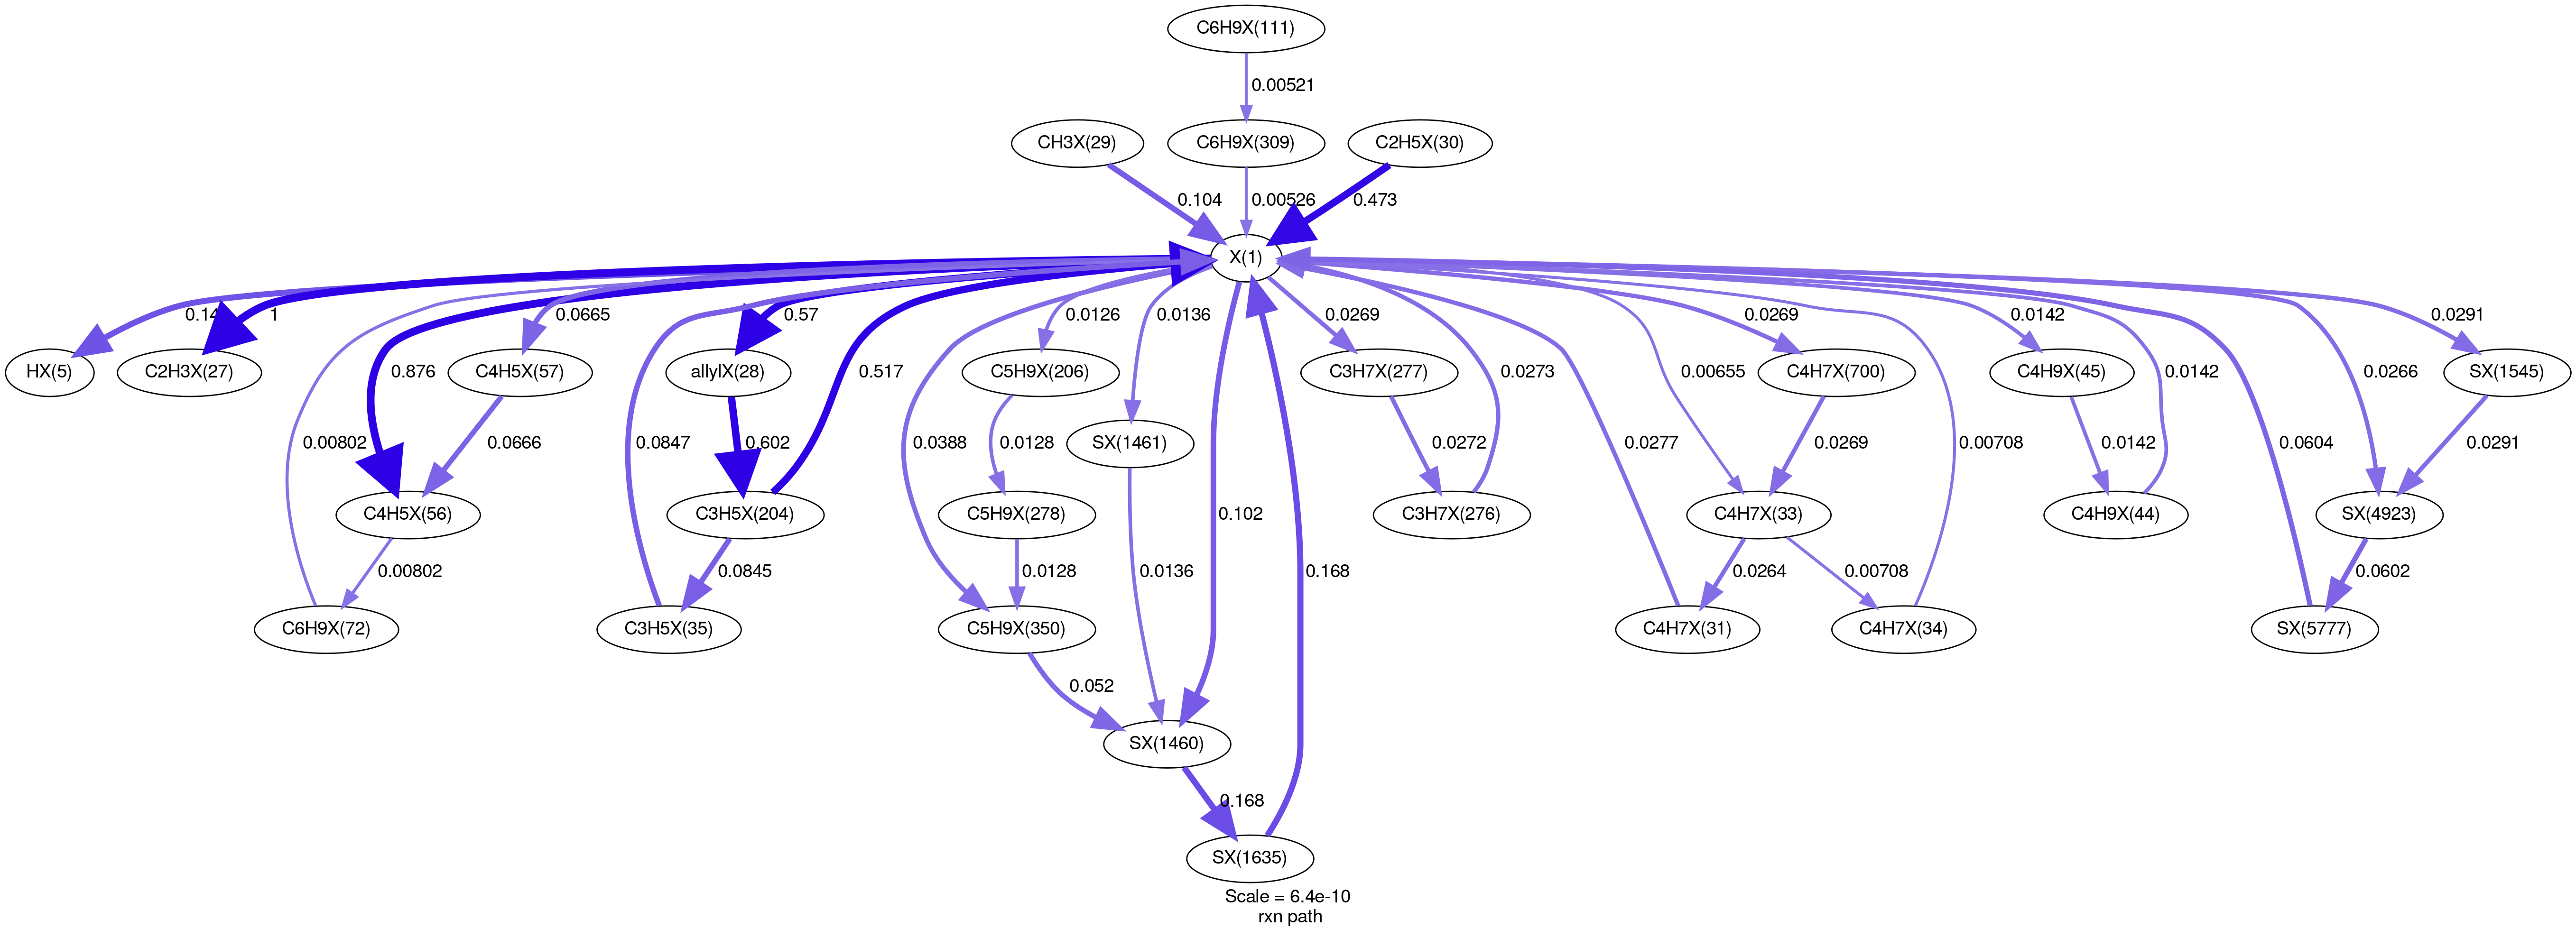 C6H9X(111)
0.00521
CH3X(29)
C6H9X(309)
C2H5X(30)
0.104
0.00526
0.473
X(1)
1
0.0665
0.57
0.0126
0.0136
0.0269
0.0269
0.0142
0.0291
HX(5)
C2H3X(27)
0.876
C4H5X(57)
allylX(28)
0.517
C5H9X(206)
C3H7X(277)
0.0273
0.00655
C4H7X(700)
C4H9X(45)
0.0142
0.0266
SX(1545)
0.00802
0.0666
0.0847
0.602
0.0388
0.0128
SX(1461)
0.0272
0.0277
0.0269
0.00708
0.0142
0.0604
0.0291
C4H5X(56)
C3H5X(204)
C5H9X(278)
0.102
C3H7X(276)
C4H7X(33)
C4H9X(44)
SX(4923)
0.00802
0.0845
0.0128
0.0136
0.168
0.0264
0.00708
0.0602
C6H9X(72)
C3H5X(35)
C5H9X(350)
C4H7X(31)
C4H7X(34)
SX(5777)
0.052
SX(1460)
0.168
SX(1635)
Scale = 6.4e-10
rxn path